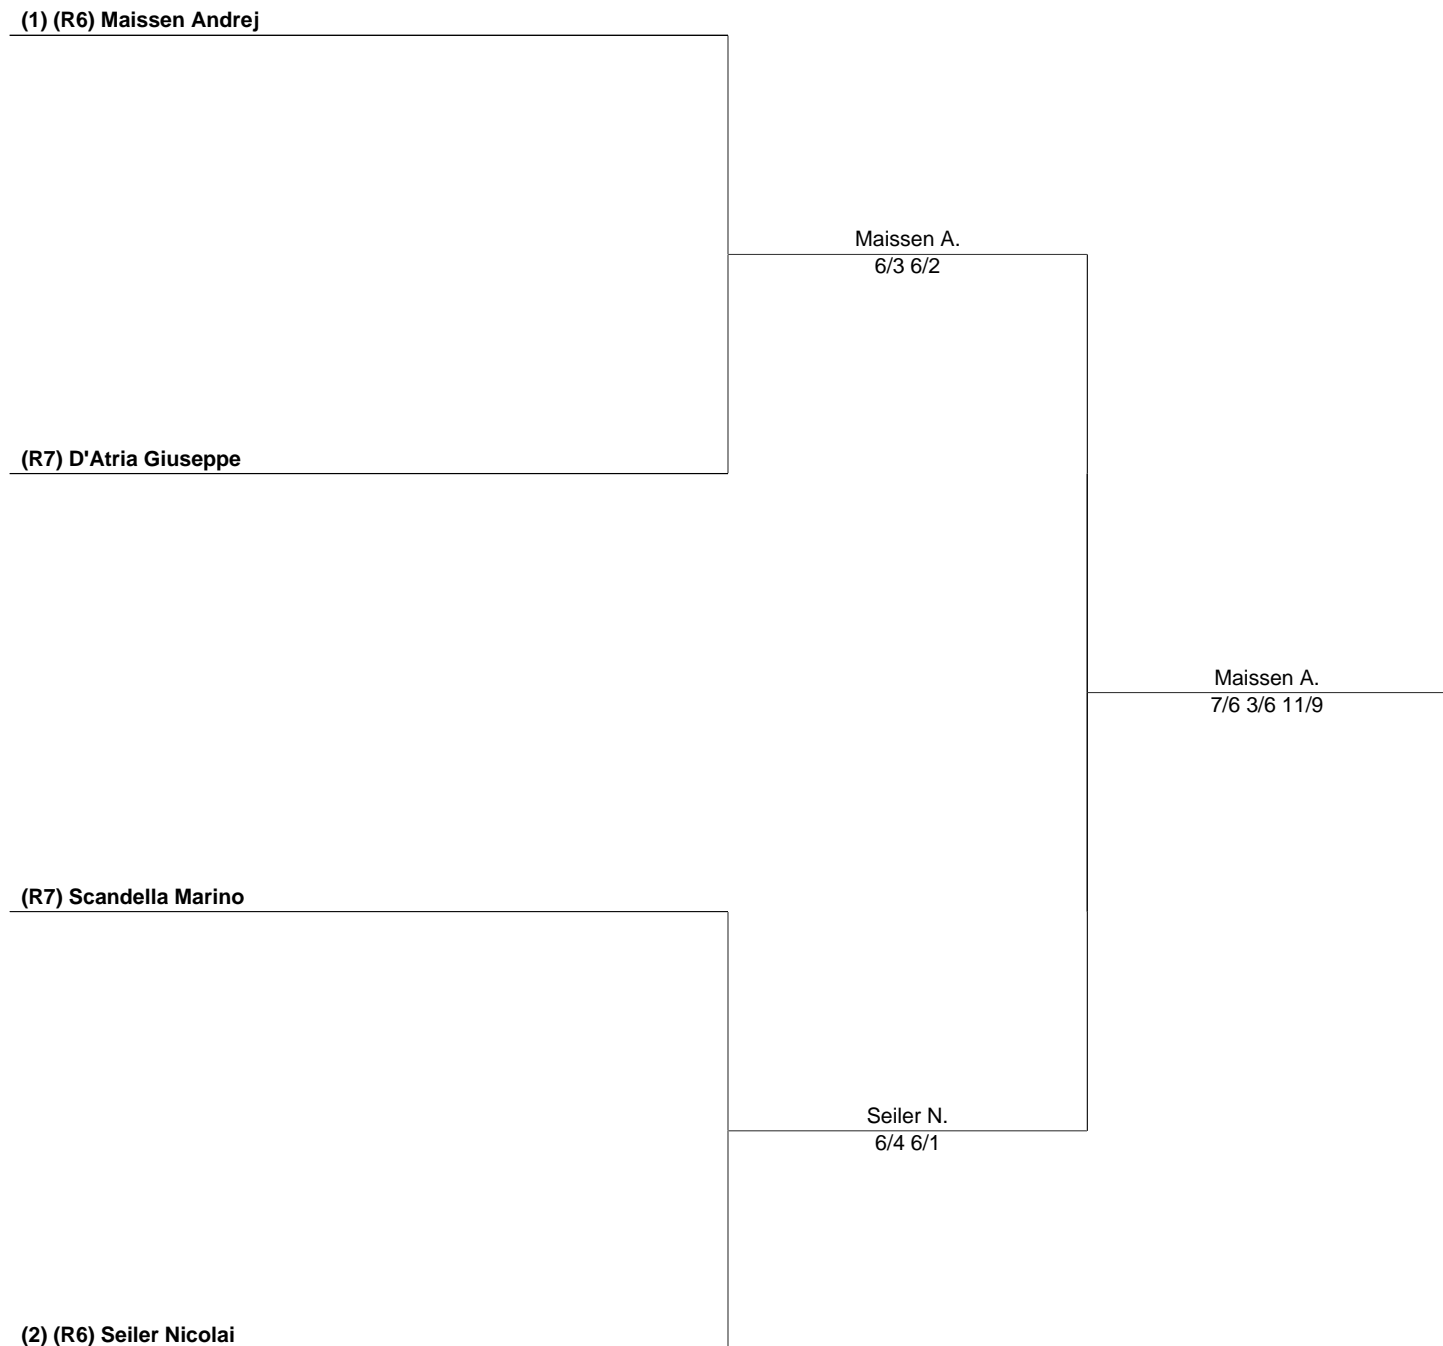 (1) (R6) Maissen Andrej
Maissen A.
6/3 6/2
(R7) D'Atria Giuseppe
Maissen A.
7/6 3/6 11/9
(R7) Scandella Marino
Seiler N.
6/4 6/1
(2) (R6) Seiler Nicolai